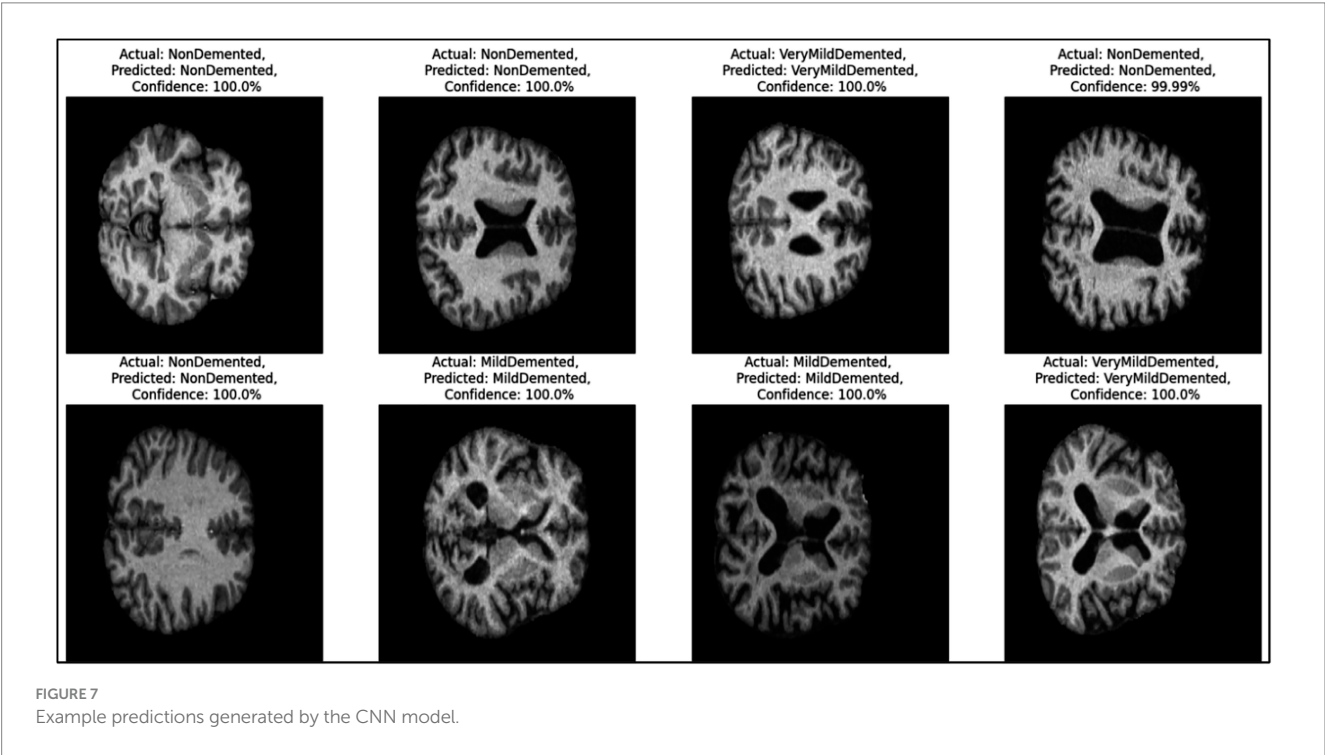 Actual: NonDemented,
Predicted: NonDemented,
Confidence: 100.0%
Actual: NonDemented,
Predicted: NonDemented,
Confidence: 100.0%
Actual: VeryMildDemented,
Predicted: VeryMildDemented,
Confidence: 100.0%
Actual: NonDemented,
Predicted: NonDemented,
Confidence: 99.99%
Actual: NonDemented,
Predicted: NonDemented,
Confidence: 100.0%
Actual: MildDemented,
Predicted: MildDemented,
Confidence: 100.0%
Actual: MildDemented,
Predicted: MildDemented,
Confidence: 100.0%
Actual: VeryMildDemented,
Predicted: VeryMildDemented,
Confidence: 100.0%
FIGURE 7
Example predictions generated by the CNN model.